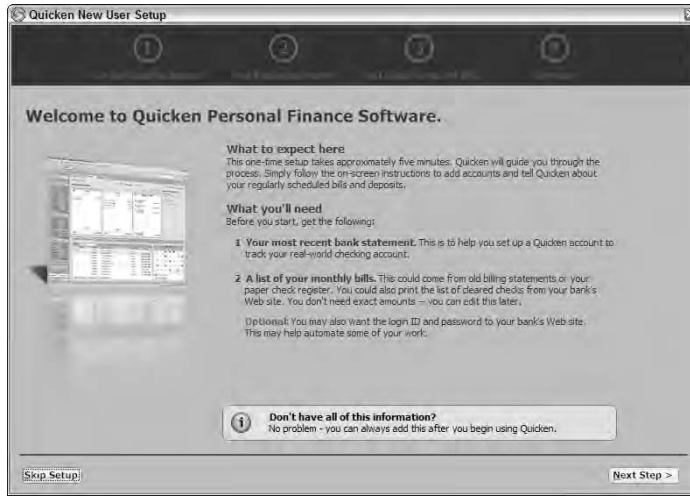 Quicken New User Setup
1 2 3
Welcome to Quicken Personal Finance Software.
What to expect here
This one-time setup takes approximately five minutes. Quicken will guide you through the
process. Simply follow the on-screen instructions to add accounts and tell Quicken about
your regularly scheduled bills and deposits.
What you'll need
Before you start, get the following:
1 Your most recent bank statement. This is to help you set up a Quicken account to
track your real-world checking account.
2 A list of your monthly bills. This could come from old billing statements or your
paper check register. You could also print the list of cleared checks from your bank's
Web site. You don't need exact amounts -- you can edit this later.
Optional: You may also want the login ID and password to your bank's Web site.
This may help automate some of your work.
Don't have all of this information?
No problem - you can always add this after you begin using Quicken.
Skip Setup
Next Step >